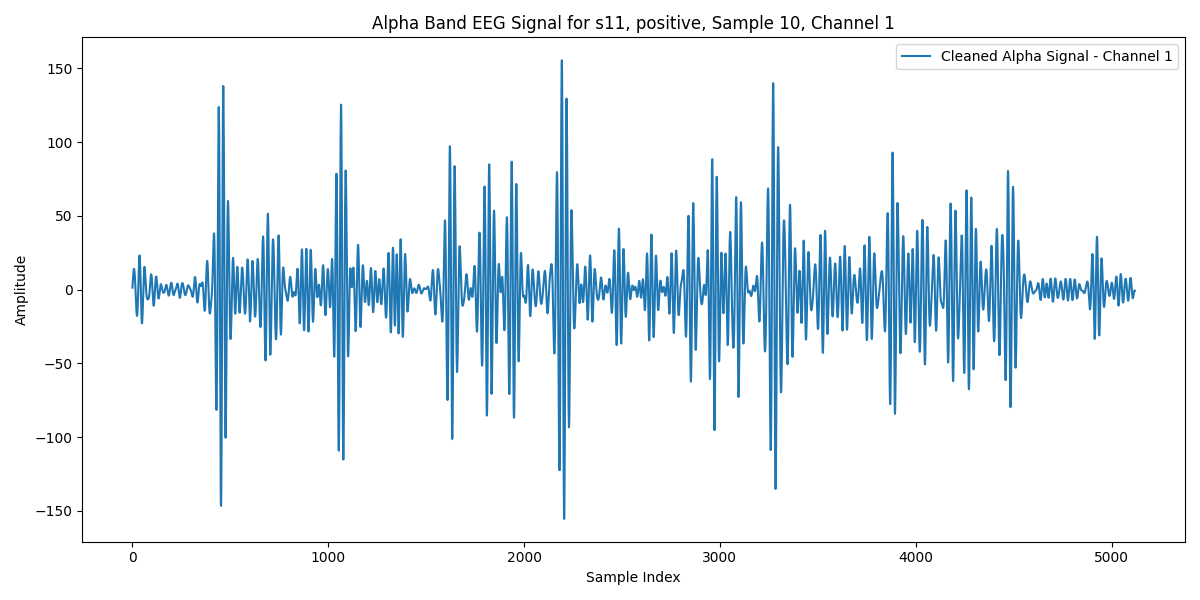 Alpha Band EEG Signal for s11, positive, Sample 10, Channel 1
Cleaned Alpha Signal - Channel 1
Amplitude
150
100
50
0
−50
−100
−150
0 1000 2000 3000 4000 5000
Sample Index